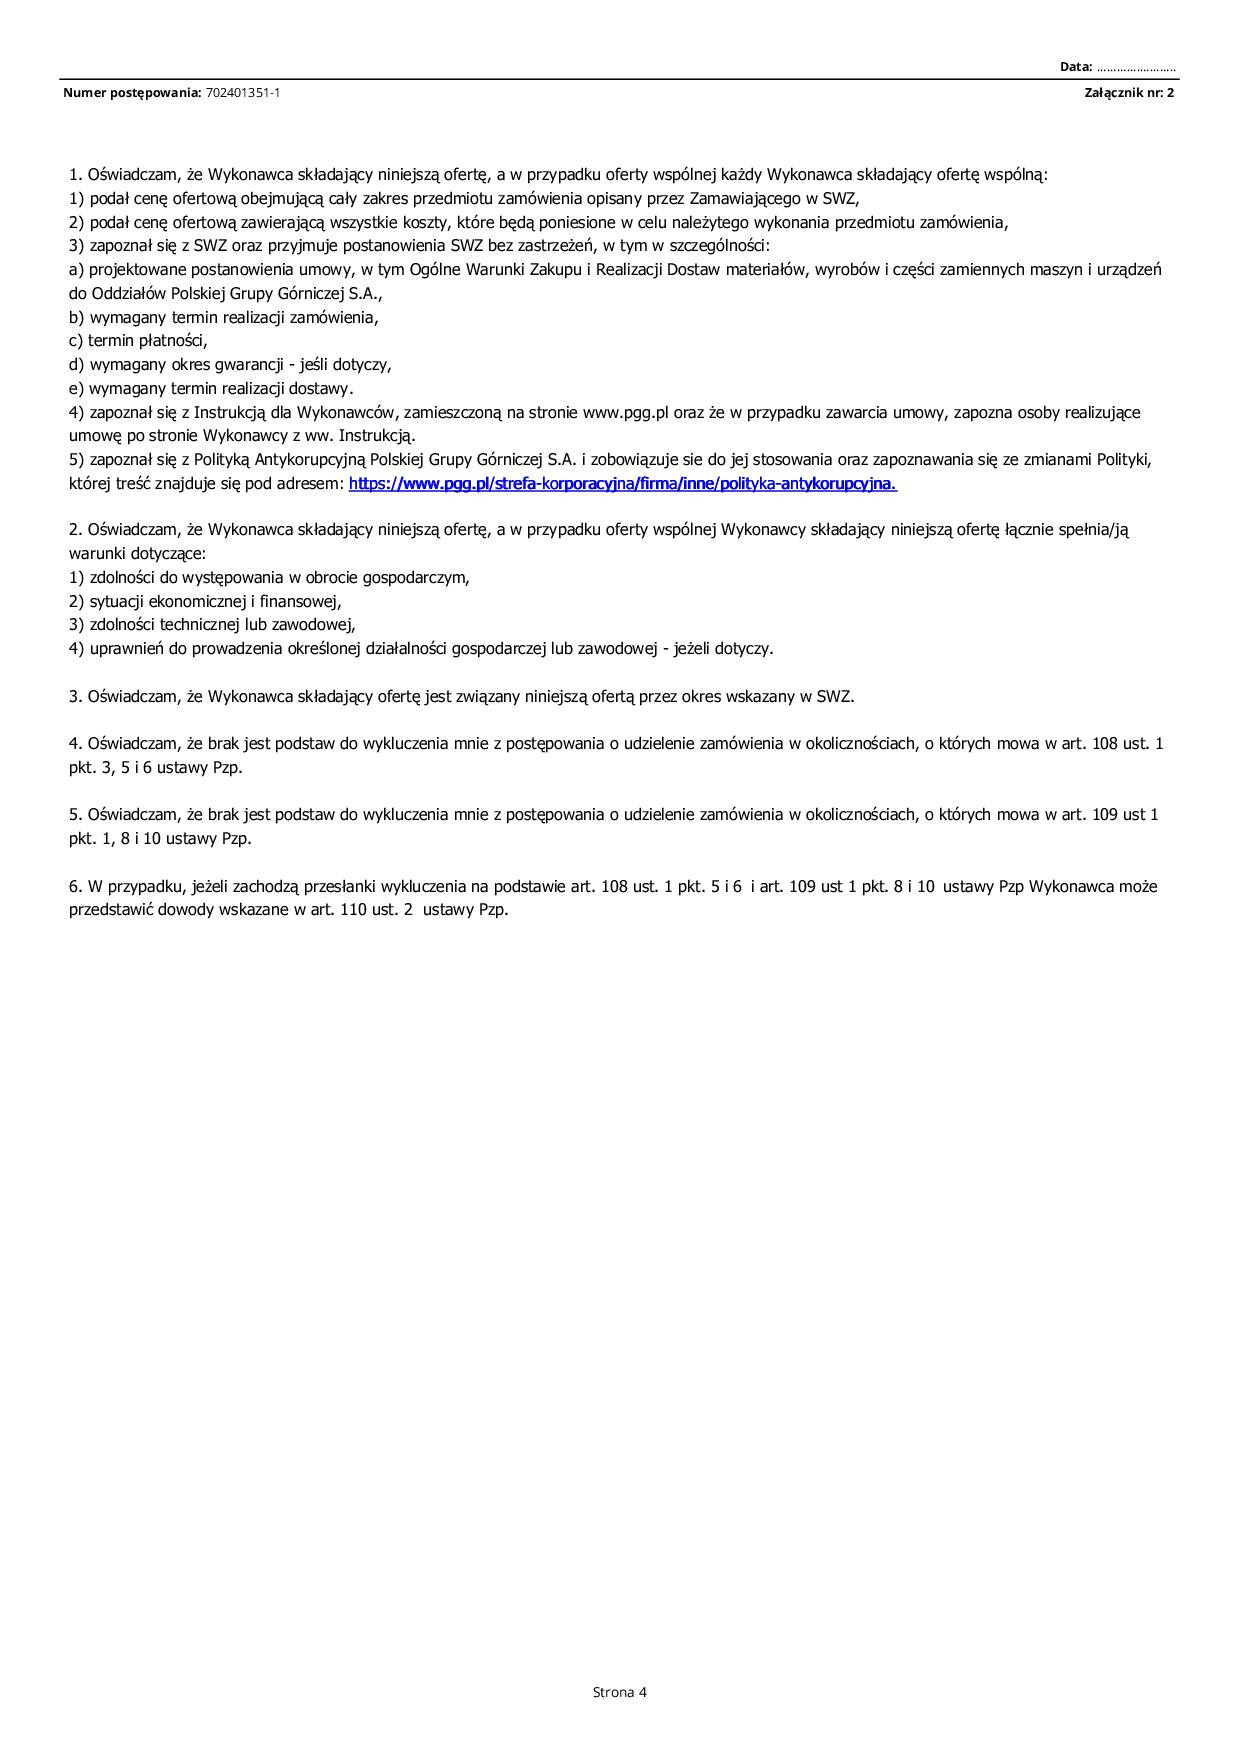 Data: ........................
Numer postępowania: 702401351-1
Załącznik nr: 2
1. Oświadczam, że Wykonawca składający niniejszą ofertę, a w przypadku oferty wspólnej każdy Wykonawca składający ofertę wspólną:
1) podał cenę ofertową obejmującą cały zakres przedmiotu zamówienia opisany przez Zamawiającego w SWZ,
2) podał cenę ofertową zawierającą wszystkie koszty, które będą poniesione w celu należytego wykonania przedmiotu zamówienia,
3) zapoznał się z SWZ oraz przyjmuje postanowienia SWZ bez zastrzeżeń, w tym w szczególności:
a) projektowane postanowienia umowy, w tym Ogólne Warunki Zakupu i Realizacji Dostaw materiałów, wyrobów i części zamiennych maszyn i urządzeń
do Oddziałów Polskiej Grupy Górniczej S.A.,
b) wymagany termin realizacji zamówienia,
c) termin płatności,
d) wymagany okres gwarancji - jeśli dotyczy,
e) wymagany termin realizacji dostawy.
4) zapoznał się z Instrukcją dla Wykonawców, zamieszczoną na stronie www.pgg.pl oraz że w przypadku zawarcia umowy, zapozna osoby realizujące
umowę po stronie Wykonawcy z ww. Instrukcją.
5) zapoznał się z Polityką Antykorupcyjną Polskiej Grupy Górniczej S.A. i zobowiązuje sie do jej stosowania oraz zapoznawania się ze zmianami Polityki,
której treść znajduje się pod adresem: https://www.pgg.pl/strefa-korporacyjna/firma/inne/polityka-antykorupcyjna.
2. Oświadczam, że Wykonawca składający niniejszą ofertę, a w przypadku oferty wspólnej Wykonawcy składający niniejszą ofertę łącznie spełnia/ją
warunki dotyczące:
1) zdolności do występowania w obrocie gospodarczym,
2) sytuacji ekonomicznej i finansowej,
3) zdolności technicznej lub zawodowej,
4) uprawnień do prowadzenia określonej działalności gospodarczej lub zawodowej - jeżeli dotyczy.
3. Oświadczam, że Wykonawca składający ofertę jest związany niniejszą ofertą przez okres wskazany w SWZ.
4. Oświadczam, że brak jest podstaw do wykluczenia mnie z postępowania o udzielenie zamówienia w okolicznościach, o których mowa w art. 108 ust. 1
pkt. 3, 5 i 6 ustawy Pzp.
5. Oświadczam, że brak jest podstaw do wykluczenia mnie z postępowania o udzielenie zamówienia w okolicznościach, o których mowa w art. 109 ust 1
pkt. 1, 8 i 10 ustawy Pzp.
6. W przypadku, jeżeli zachodzą przesłanki wykluczenia na podstawie art. 108 ust. 1 pkt. 5 i 6 i art. 109 ust 1 pkt. 8 i 10 ustawy Pzp Wykonawca może
przedstawić dowody wskazane w art. 110 ust. 2 ustawy Pzp.
Strona 4